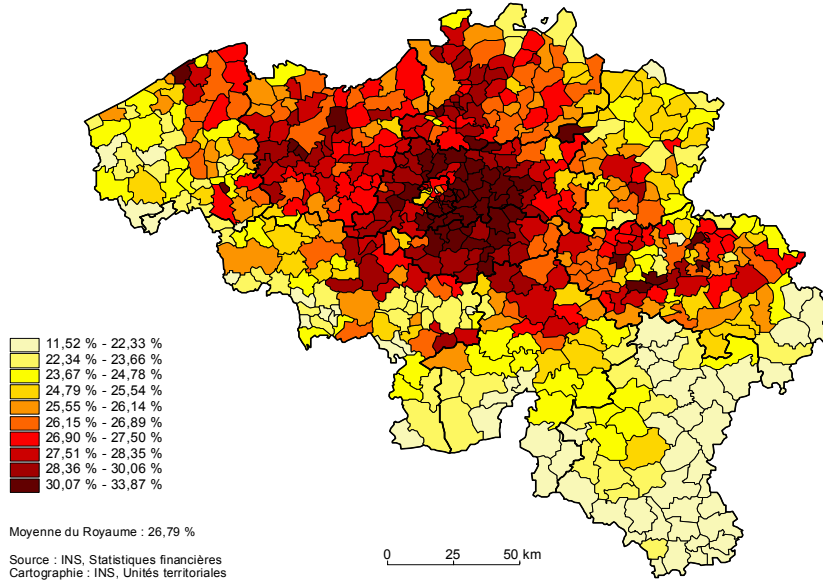 11,52 % - 22,33 %
22,34 % - 23,66 %
23,67 % - 24,78 %
24,79 % - 25,54 %
25,55 % - 26,14 %
26,15 % - 26,89 %
26,90 % - 27,50 %
27,51 % - 28,35 %
28,36 % - 30,06 %
30,07 % - 33,87 %
Moyenne du Royaume : 26,79 %
Source : INS, Statistiques financières
Cartographie : INS, Unités territoriales
0 25 50 km